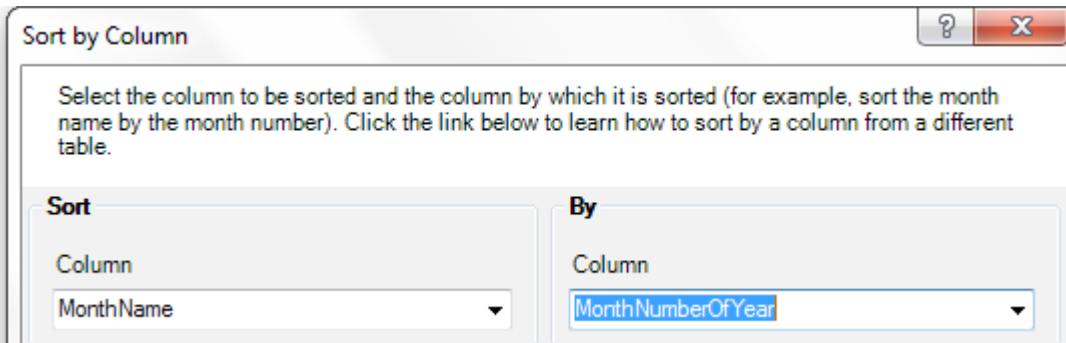 Sort by Column
?
Select the column to be sorted and the column by which it is sorted (for example, sort the month
name by the month number). Click the link below to learn how to sort by a column from a different
table.
Sort
By
Column
Column
MonthName
MonthNumberOfYear